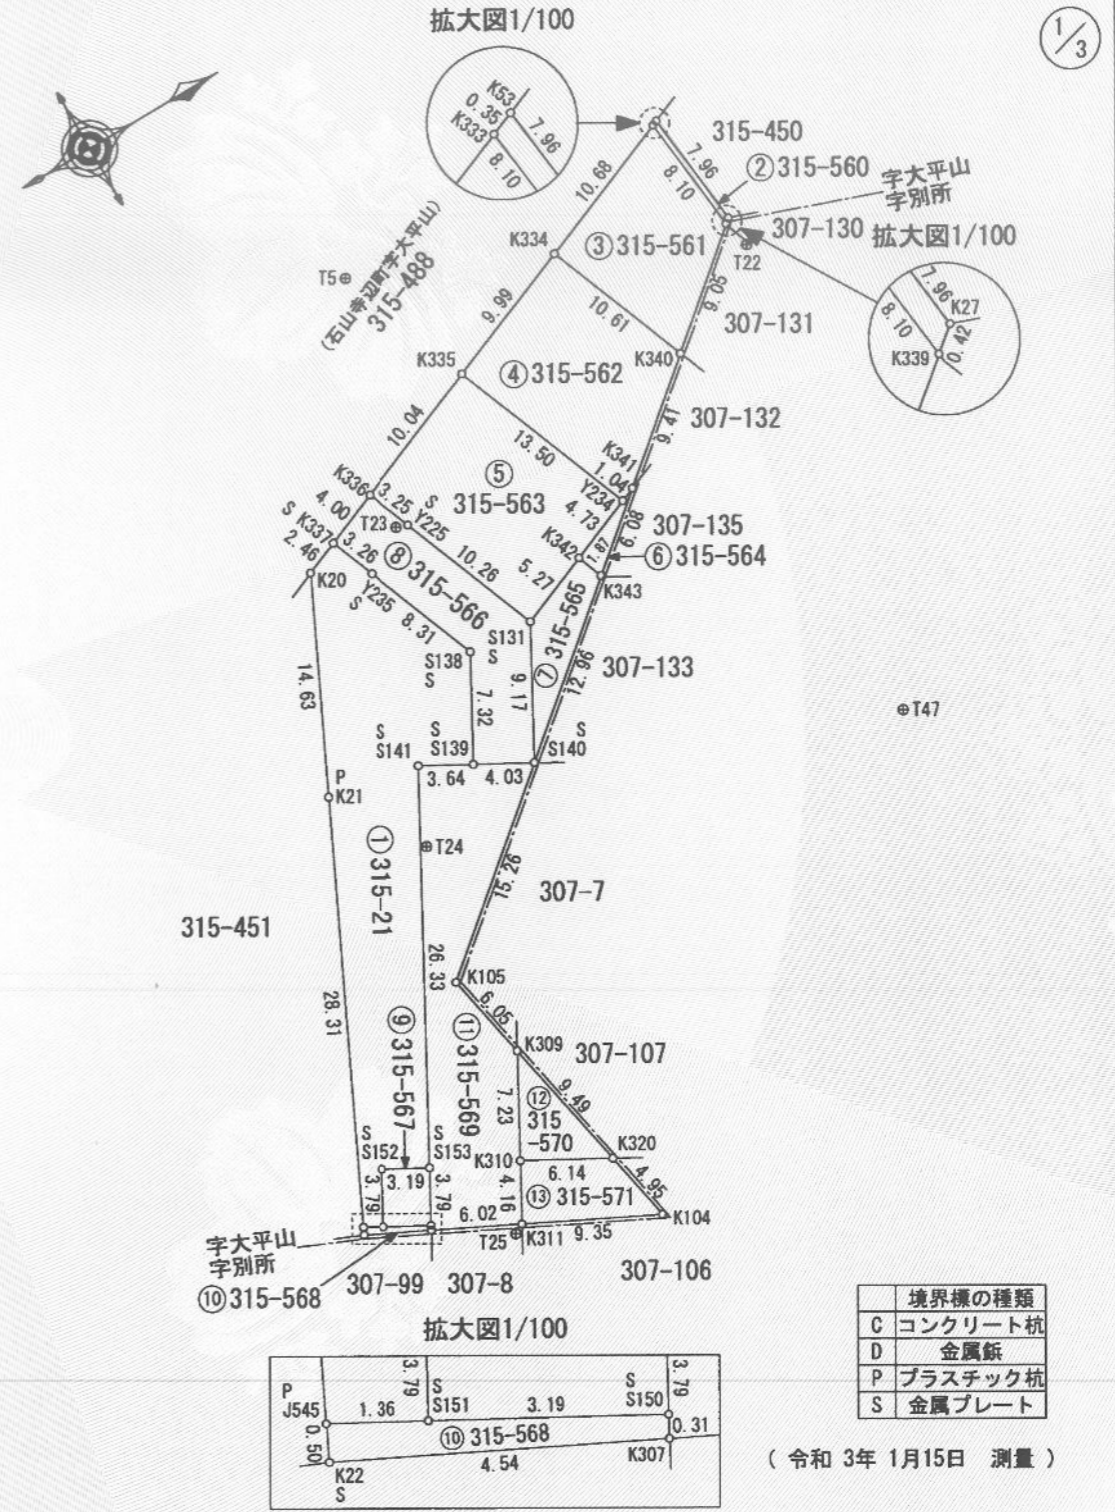 拡大図1/100
1/3
K53
0.35
K333
7.96
8.10
315-450
7.96
8.10
②315-560
字大平山
字別所
10.68
K334
③315-561
307-130
拡大図1/100
T22
T5
(石山寺辺町字大平山)
315-488
9.99
10.61
9.05
307-131
7.96
K27
8.10
K339
0.42
K335
④315-562
K340
307-132
10.04
13.50
9.41
K341
1.04
Y234
⑤
315-563
K336
3.25
S
Y225
T23
4.00
4.73
6.08
307-135
S K337
2.46
3.26
⑧315-566
10.26
K342
1.87
⑥315-564
K20
Y235
S
5.27
K343
8.31
S131
S
⑦315-565
S138
S
12.96
307-133
14.63
7.32
9.17
T47
S
S141
S
S139
S
S140
3.64
4.03
P
K21
T24
①315-21
15.26
307-7
315-451
26.33
K105
28.31
⑨315-567
⑪315-569
6.05
K309
307-107
7.23
⑫
315
-570
9.49
S
S152
S
S153
K310
K320
3.19
6.14
4.95
3.79
3.79
4.16
⑬315-571
6.02
K104
T25
K311
9.35
字大平山
字別所
⑩315-568
307-99
307-8
307-106
拡大図1/100
3.79
3.79
P
J545
S
S151
S
S150
1.36
3.19
0.50
⑩315-568
0.31
K22
S
4.54
K307
境界標の種類
C コンクリート杭
D 金属鋲
P プラスチック杭
S 金属プレート
( 令和 3年 1月15日 測量 )